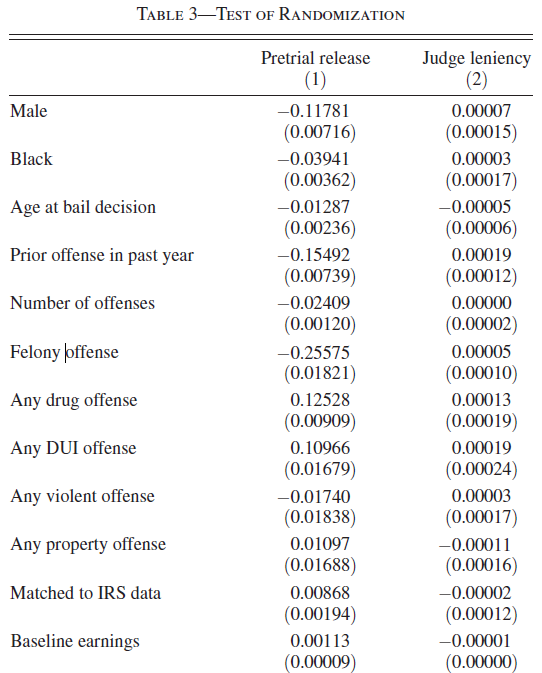 TABLE 3—TEST OF RANDOMIZATION
Pretrial release Judge leniency
(1) (2)
Male −0.11781 0.00007
(0.00716) (0.00015)
Black −0.03941 0.00003
(0.00362) (0.00017)
Age at bail decision −0.01287 −0.00005
(0.00236) (0.00006)
Prior offense in past year −0.15492 0.00019
(0.00739) (0.00012)
Number of offenses −0.02409 0.00000
(0.00120) (0.00002)
Felony offense −0.25575 0.00005
(0.01821) (0.00010)
Any drug offense 0.12528 0.00013
(0.00909) (0.00019)
Any DUI offense 0.10966 0.00019
(0.01679) (0.00024)
Any violent offense −0.01740 0.00003
(0.01838) (0.00017)
Any property offense 0.01097 −0.00011
(0.01688) (0.00016)
Matched to IRS data 0.00868 −0.00002
(0.00194) (0.00012)
Baseline earnings 0.00113 −0.00001
(0.00009) (0.00000)